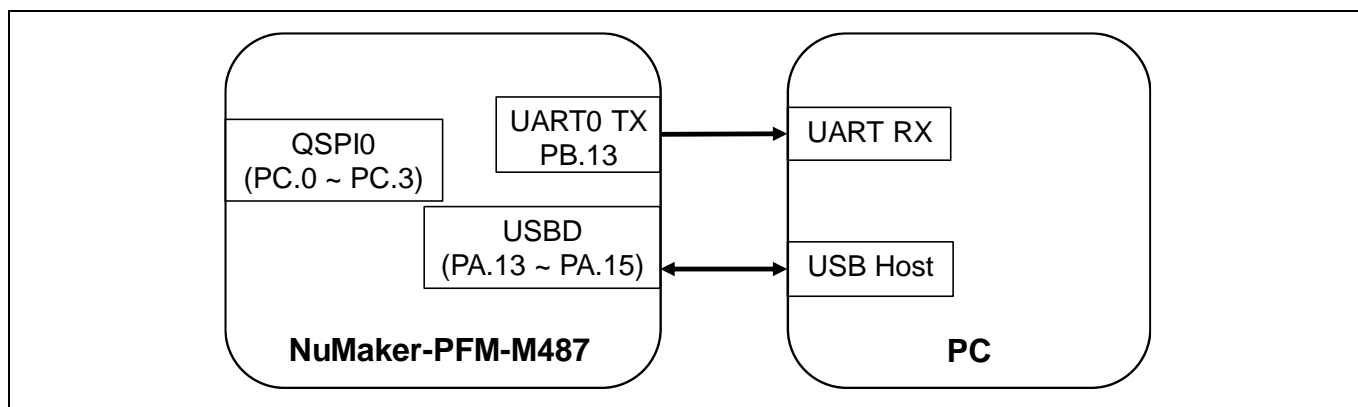 UART0 TX
PB.13
UART RX
QSPI0
(PC.0 ~ PC.3)
USBD
(PA.13 ~ PA.15)
USB Host
NuMaker-PFM-M487
PC